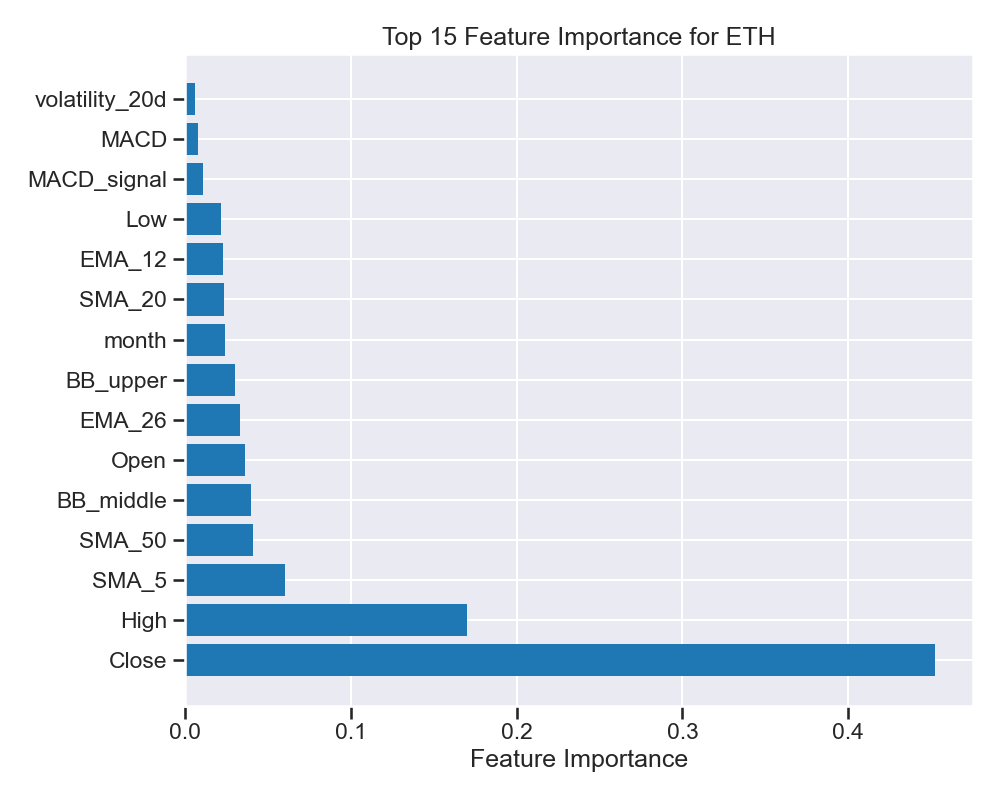 Top 15 Feature Importance for ETH
volatility_20d
MACD
MACD_signal
Low
EMA_12
SMA_20
month
BB_upper
EMA_26
Open
BB_middle
SMA_50
SMA_5
High
Close
0.0 0.1 0.2 0.3 0.4
Feature Importance